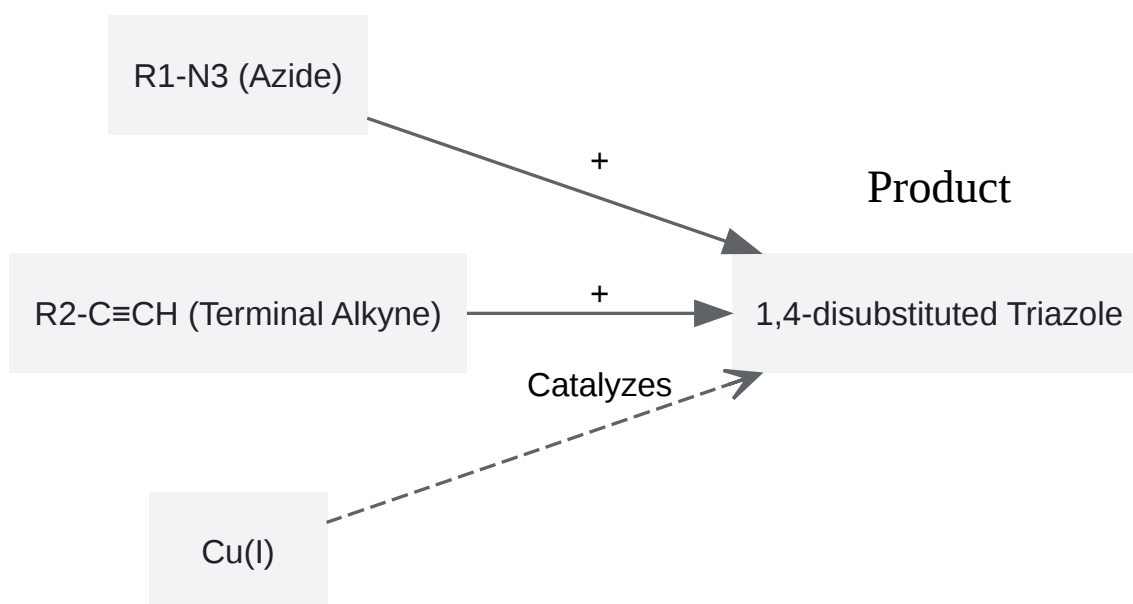 R1-N3 (Azide)
+
Product
R2-C≡CH (Terminal Alkyne)
+
1,4-disubstituted Triazole
Catalyzes
Cu(I)